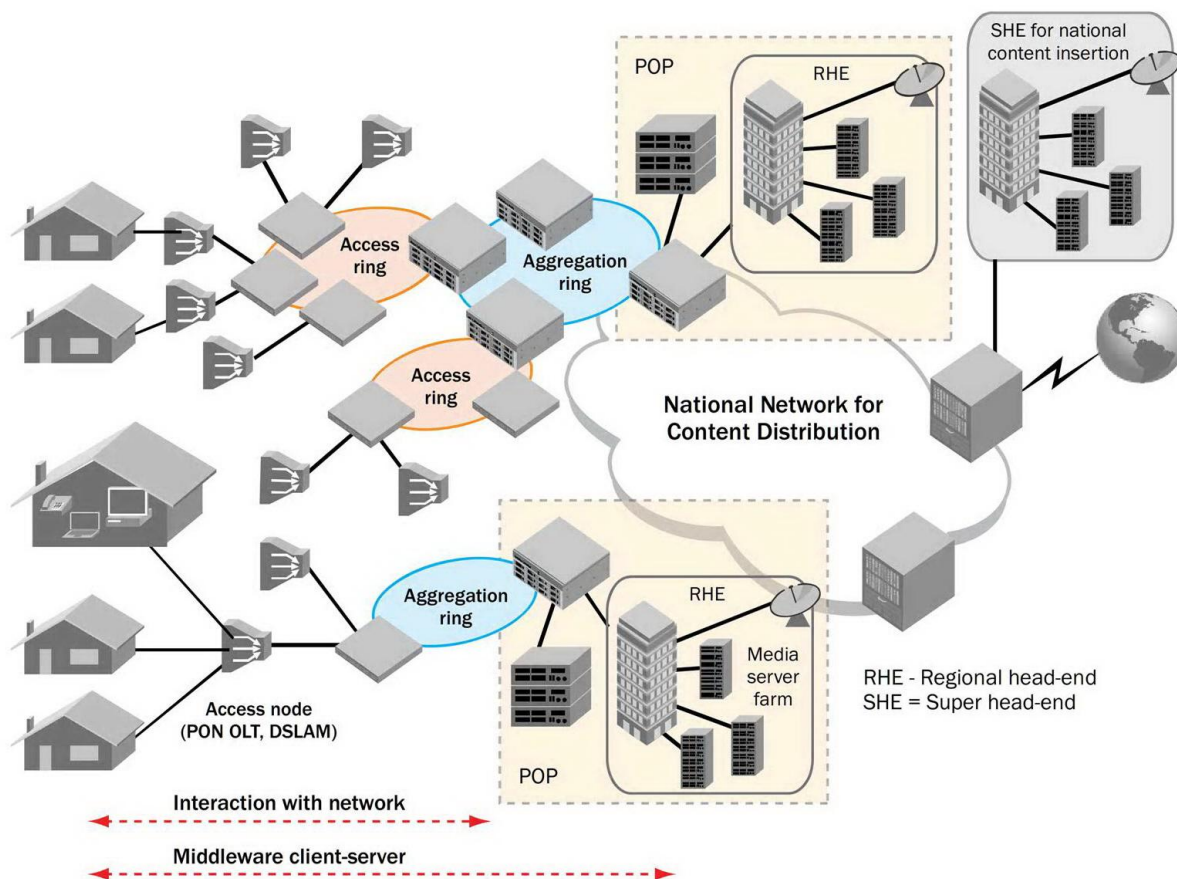 SHE for national
content insertion
POP
RHE
Access
ring
Aggregation
ring
Access
ring
National Network for
Content Distribution
Aggregation
ring
RHE
Media
server
farm
RHE - Regional head-end
SHE = Super head-end
Access node
(PON OLT, DSLAM)
POP
Interaction with network
Middleware client-server